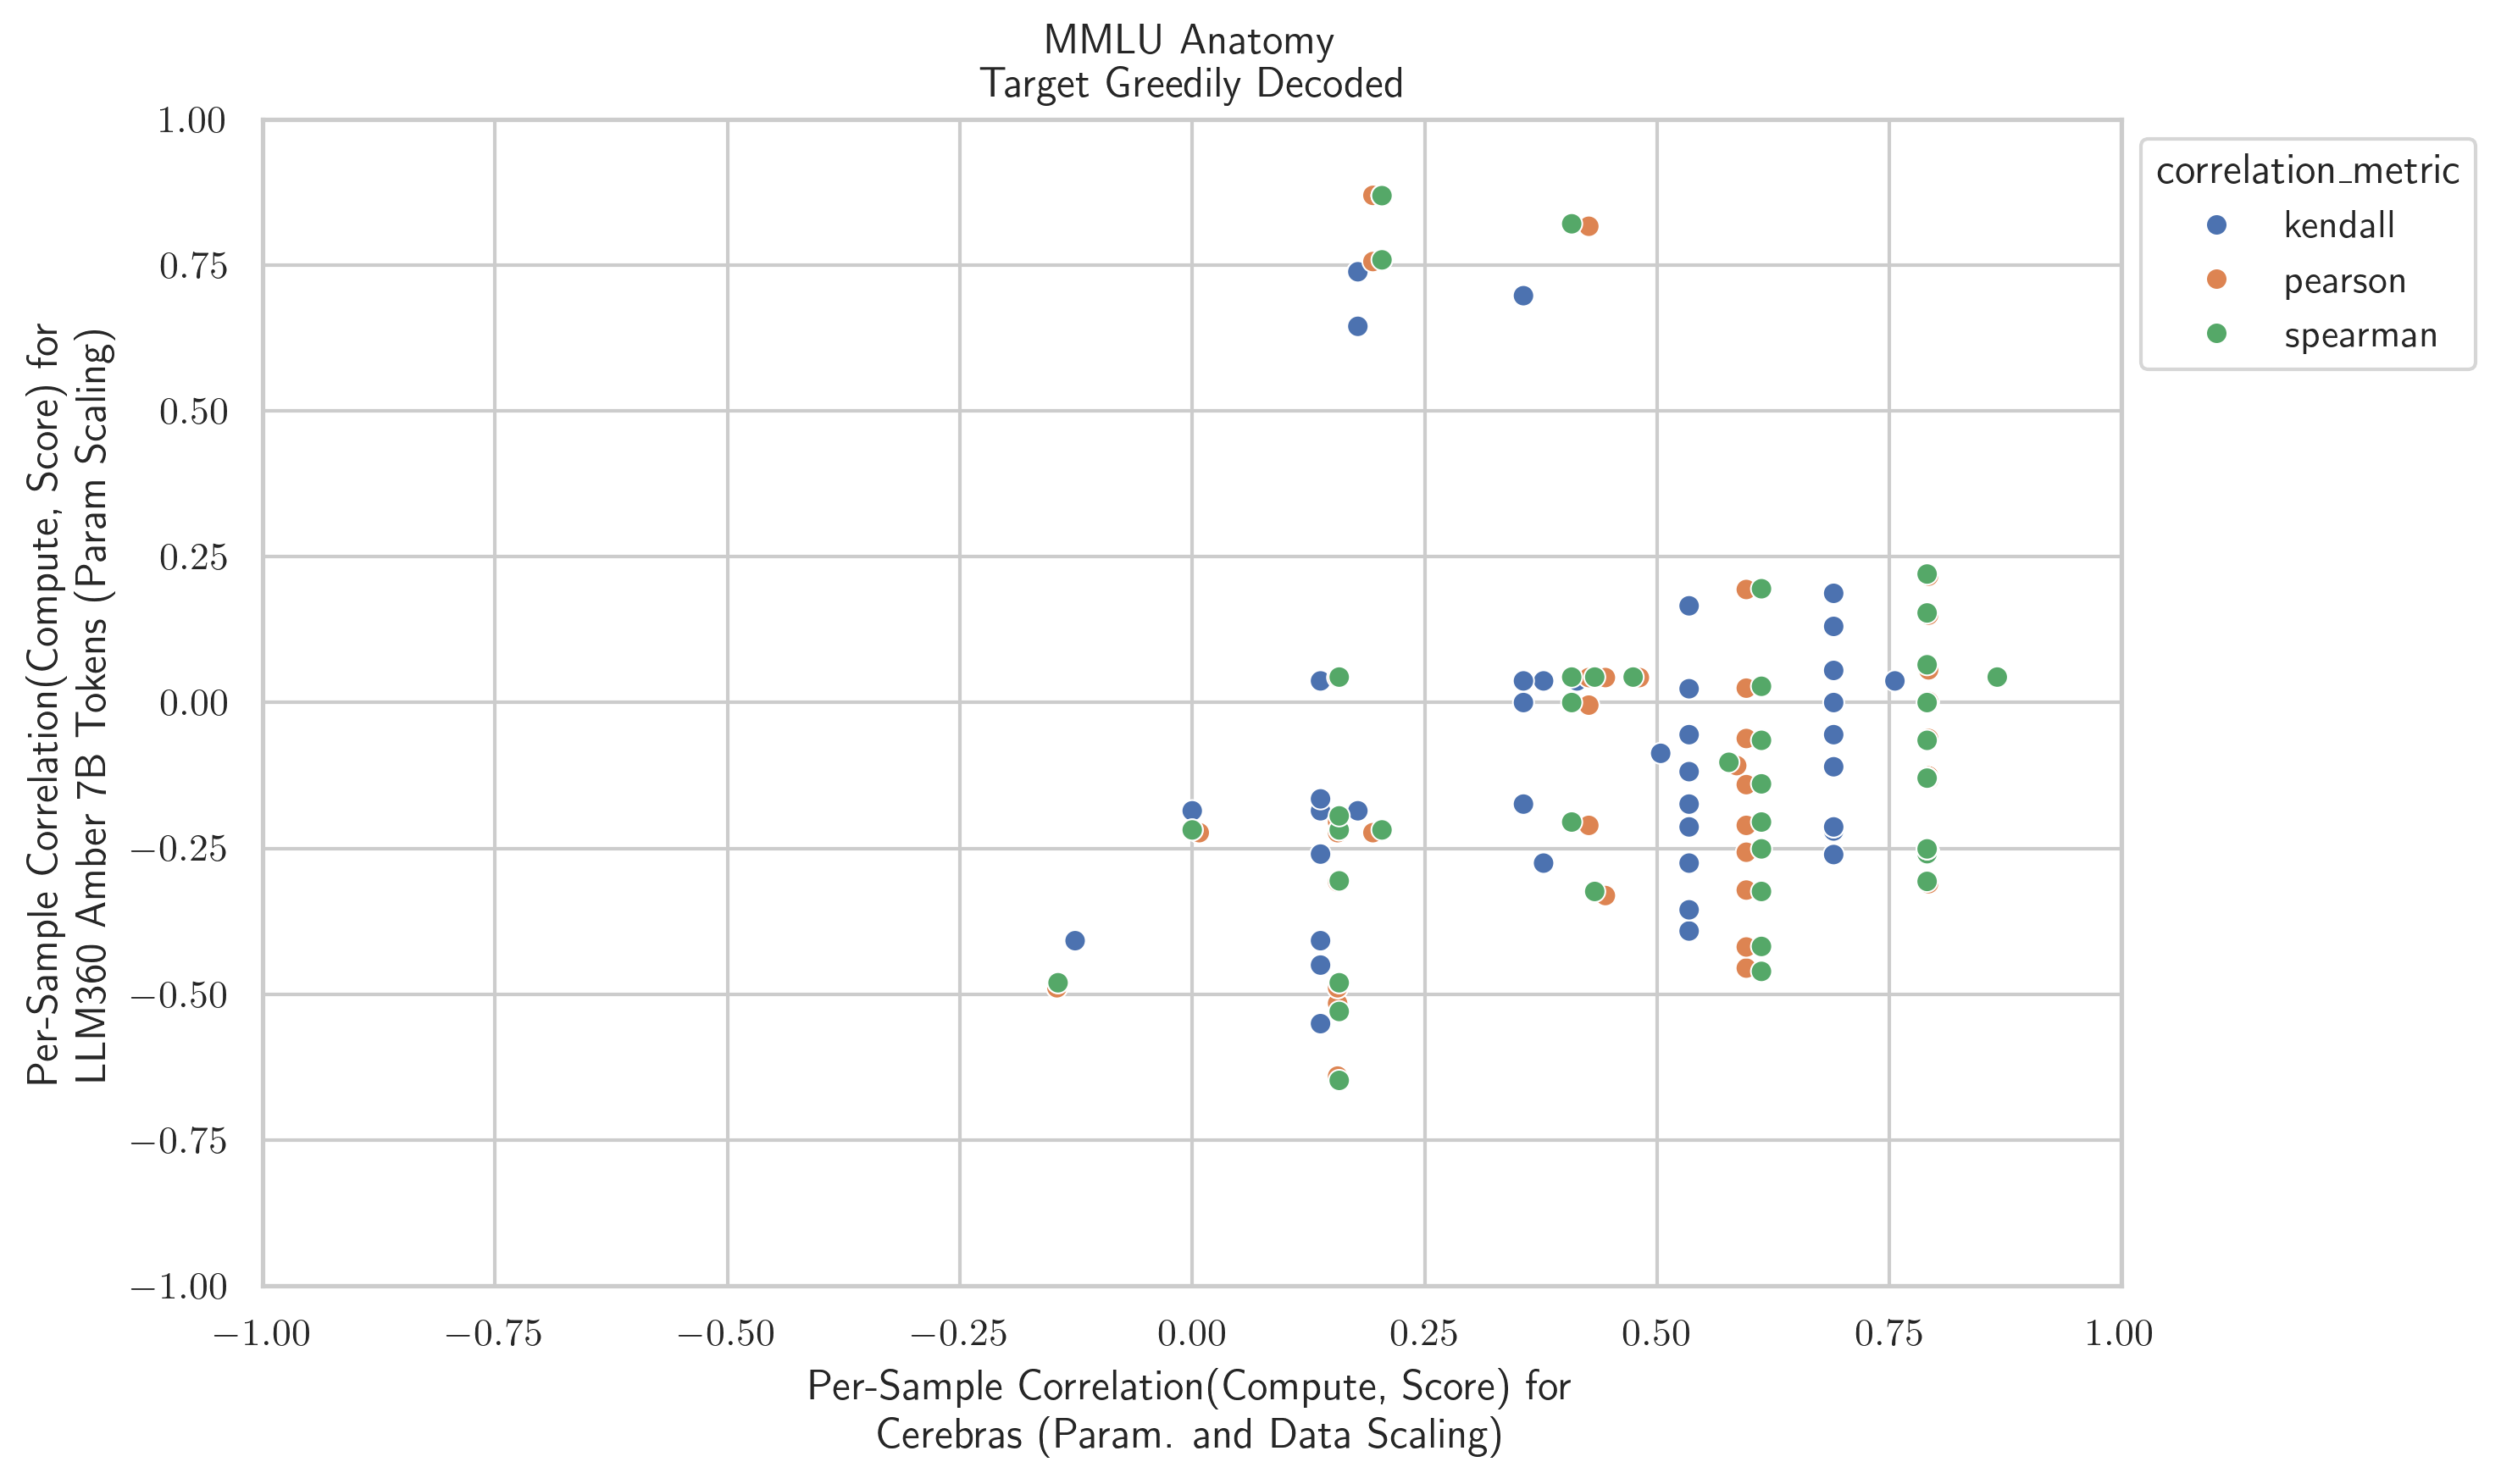 MMLU Anatomy
Target Greedily Decoded
Per-Sample Correlation(Compute, Score) for
LLM360 Amber 7B Tokens (Param Scaling)
1.00
0.75
0.50
0.25
0.00
−0.25
−0.50
−0.75
−1.00
−1.00 −0.75 −0.50 −0.25 0.00 0.25 0.50 0.75 1.00
Per-Sample Correlation(Compute, Score) for
Cerebras (Param. and Data Scaling)
correlation_metric
kendall
pearson
spearman